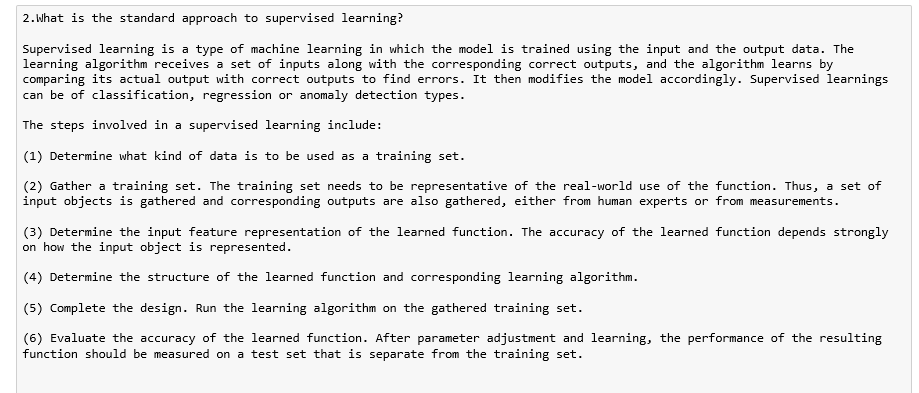 2.What is the standard approach to supervised learning?
Supervised learning is a type of machine learning in which the model is trained using the input and the output data. The
learning algorithm receives a set of inputs along with the corresponding correct outputs, and the algorithm learns by
comparing its actual output with correct outputs to find errors. It then modifies the model accordingly. Supervised learnings
can be of classification, regression or anomaly detection types.
The steps involved in a supervised learning include:
(1) Determine what kind of data is to be used as a training set.
(2) Gather a training set. The training set needs to be representative of the real-world use of the function. Thus, a set of
input objects is gathered and corresponding outputs are also gathered, either from human experts or from measurements.
(3) Determine the input feature representation of the learned function. The accuracy of the learned function depends strongly
on how the input object is represented.
(4) Determine the structure of the learned function and corresponding learning algorithm.
(5) Complete the design. Run the learning algorithm on the gathered training set.
(6) Evaluate the accuracy of the learned function. After parameter adjustment and learning, the performance of the resulting
function should be measured on a test set that is separate from the training set.